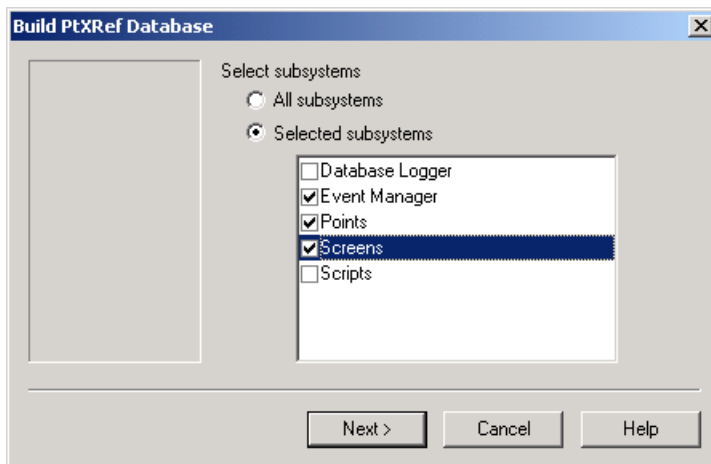 Build PtXRef Database
Select subsystems
All subsystems
Selected subsystems
Database Logger
Event Manager
Points
Screens
Scripts
Next > Cancel Help